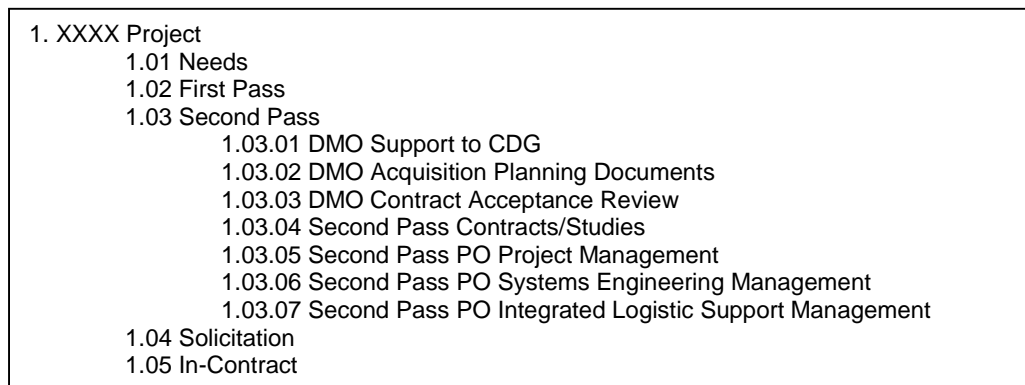 1. XXXX Project
1.01 Needs
1.02 First Pass
1.03 Second Pass
1.03.01 DMO Support to CDG
1.03.02 DMO Acquisition Planning Documents
1.03.03 DMO Contract Acceptance Review
1.03.04 Second Pass Contracts/Studies
1.03.05 Second Pass PO Project Management
1.03.06 Second Pass PO Systems Engineering Management
1.03.07 Second Pass PO Integrated Logistic Support Management
1.04 Solicitation
1.05 In-Contract